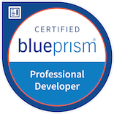 CERTIFIED
blueprism®
Professional
Developer